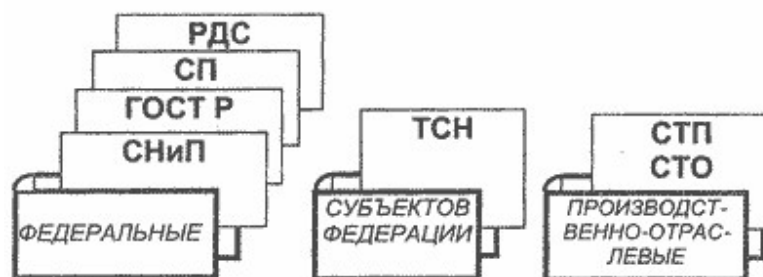 РДС
СП
ГОСТ Р
СНиП
ФЕДЕРАЛЬНЫЕ
ТСН
СУБЪЕКТОВ
ФЕДЕРАЦИИ
СТП
СТО
ПРОИЗВОДСТ-
ВЕННО-ОТРАС-
ЛЕВЫЕ